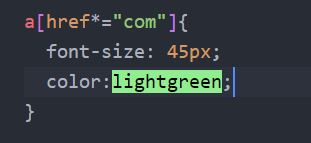 a[href*="com"]{
  font-size: 45px;
  color:lightgreen;
}